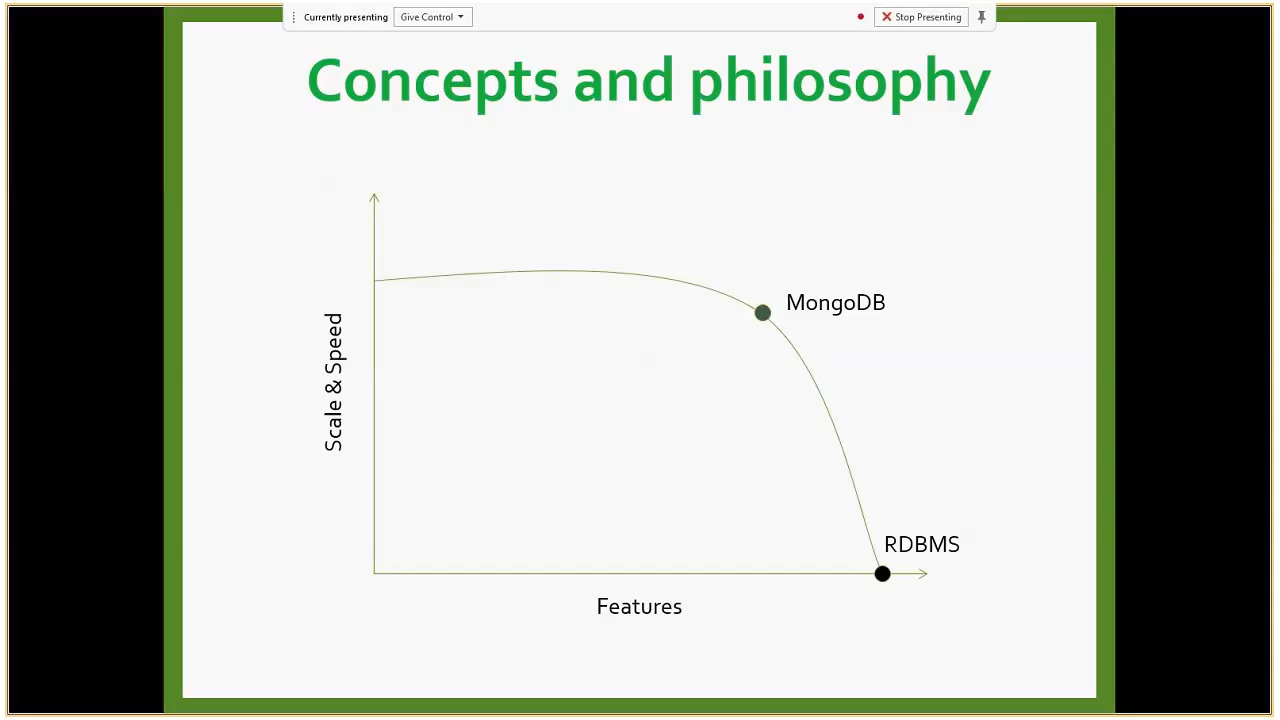 Currently presenting
Give Control
Stop Presenting
Concepts and philosophy
MongoDB
Scale & Speed
RDBMS
Features